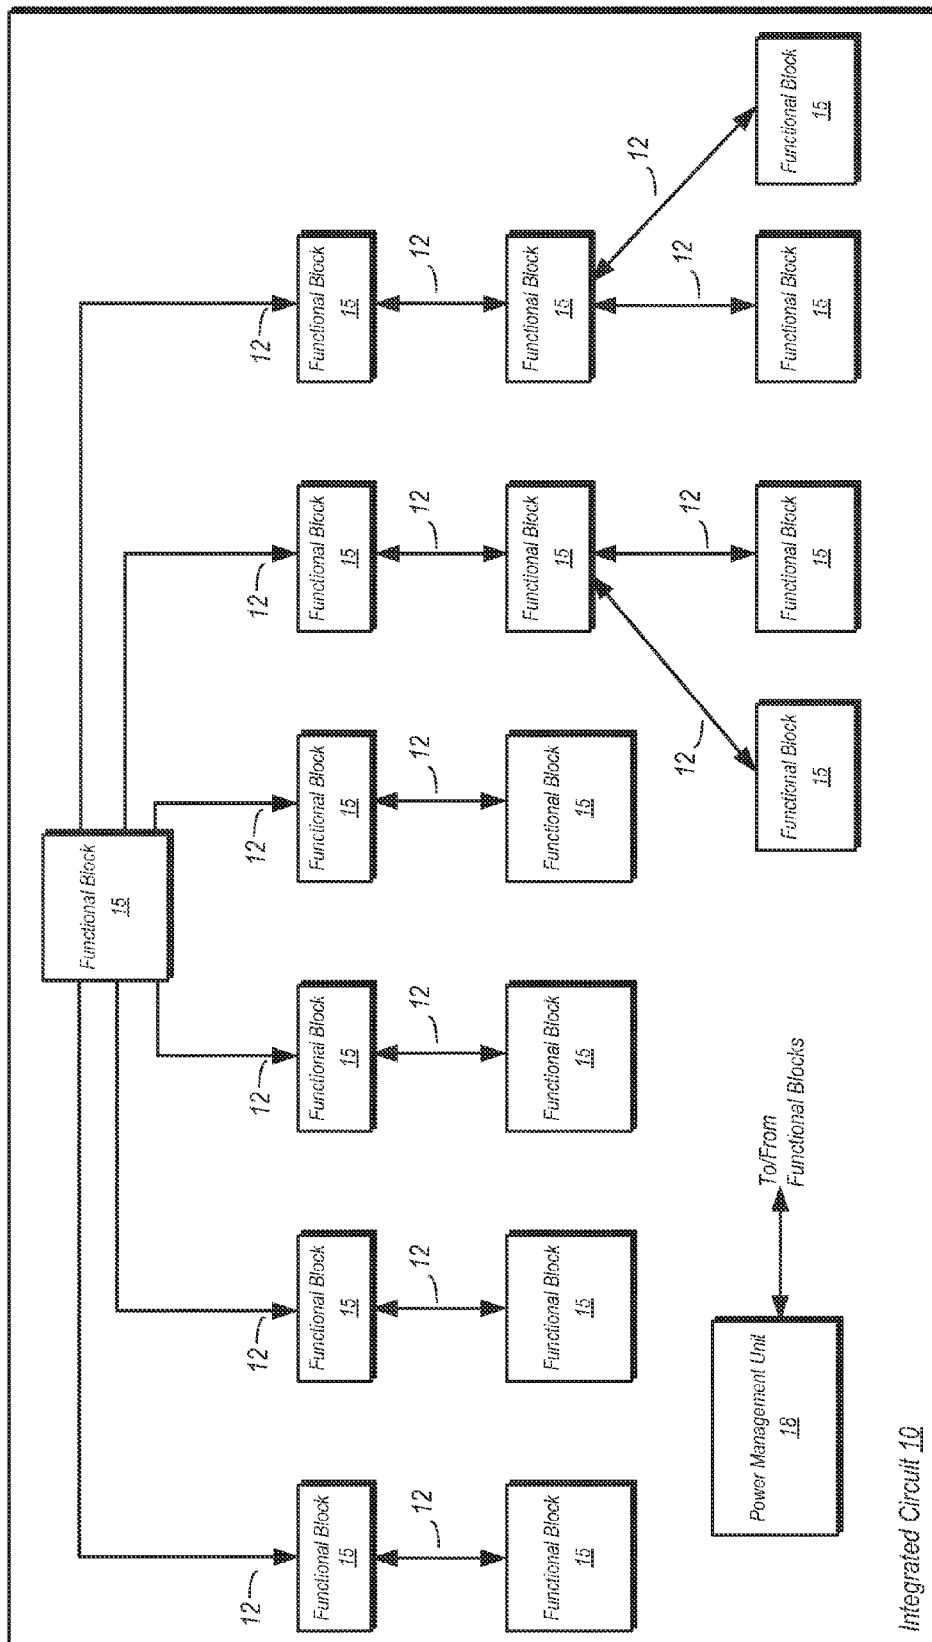 Functional Block
15
12
12
12
12
12
12
Functional Block
15
Functional Block
15
Functional Block
15
Functional Block
15
Functional Block
15
Functional Block
15
12
12
12
12
12
12
Functional Block
15
Functional Block
15
Functional Block
15
Functional Block
15
Functional Block
15
Functional Block
15
12
12
12
12
Power Management Unit
18
To/From
Functional Blocks
Functional Block
15
Functional Block
15
Functional Block
15
Functional Block
15
Integrated Circuit 10